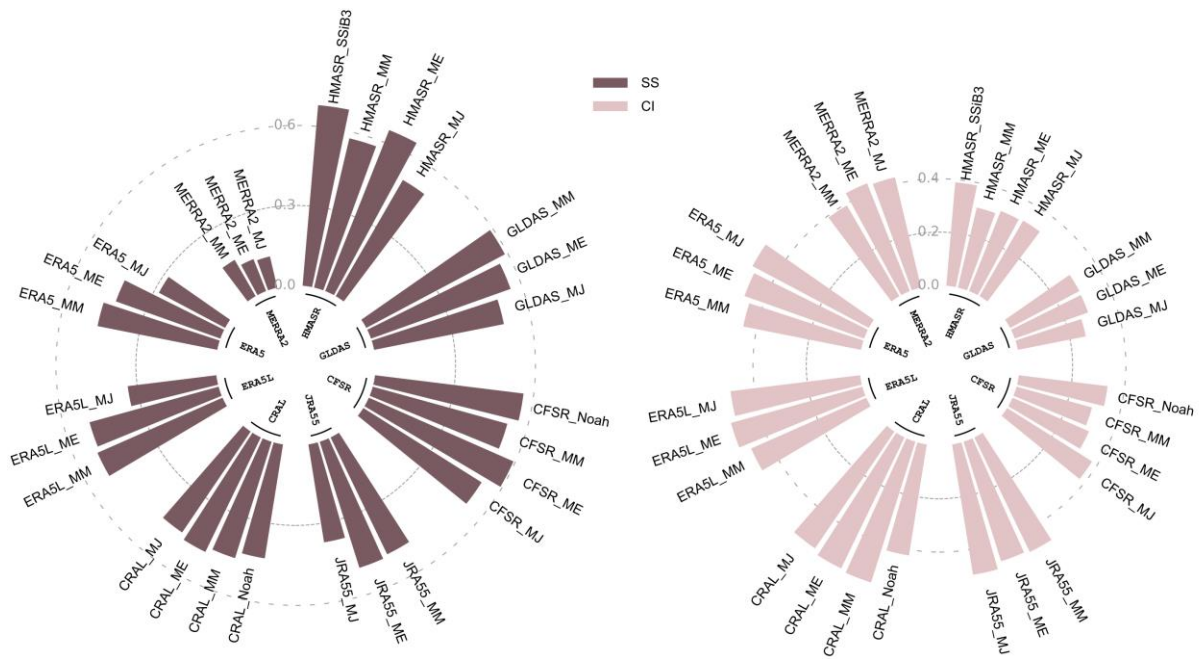 HMASR_SSiB3
HMASR_MM
HMASR_ME
HMASR_MJ
GLDAS_MM
GLDAS_ME
GLDAS_MJ
CFSR_Noah
CFSR_MM
CFSR_ME
CFSR_MJ
JRA55_MM
JRA55_ME
JRA55_MJ
CRAL_Noah
CRAL_MM
CRAL_ME
CRAL_MJ
ERA5L_MM
ERA5L_ME
ERA5L_MJ
ERA5_MM
ERA5_ME
ERA5_MJ
MERRA2_MM
MERRA2_ME
MERRA2_MJ
0.6
0.3
0.0
HMASR
GLDAS
CFSR
JRA55
CRAL
ERA5L
ERA5
MERRA2
SS
CI
HMASR_SSiB3
HMASR_MM
HMASR_ME
HMASR_MJ
GLDAS_MM
GLDAS_ME
GLDAS_MJ
CFSR_Noah
CFSR_MM
CFSR_ME
CFSR_MJ
JRA55_MM
JRA55_ME
JRA55_MJ
CRAL_Noah
CRAL_MM
CRAL_ME
CRAL_MJ
ERA5L_MM
ERA5L_ME
ERA5L_MJ
ERA5_MM
ERA5_ME
ERA5_MJ
MERRA2_MM
MERRA2_ME
MERRA2_MJ
0.4
0.2
0.0
HMASR
GLDAS
CFSR
JRA55
CRAL
ERA5L
ERA5
MERRA2